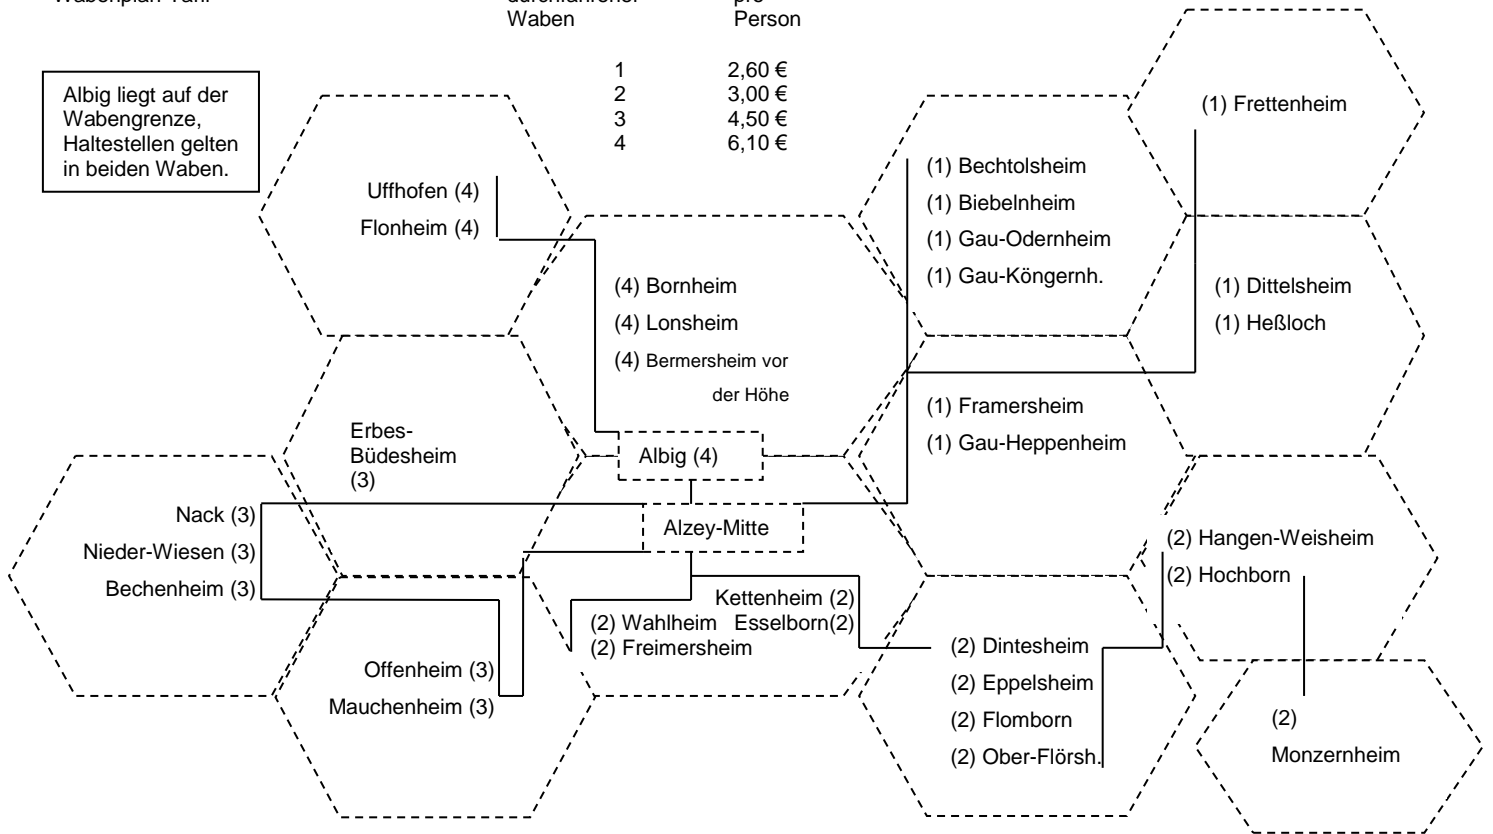 Waben
Person
1 2,60 €
2 3,00 €
3 4,50 €
4 6,10 €
Albig liegt auf der
Wabengrenze,
Haltestellen gelten
in beiden Waben.
Uffhofen (4)
Flonheim (4)
(4) Bornheim
(4) Lonsheim
(4) Bermersheim vor
der Höhe
(1) Bechtolsheim
(1) Biebelnheim
(1) Gau-Odernheim
(1) Gau-Köngernh.
(1) Frettenheim
(1) Dittelsheim
(1) Heßloch
Erbes-
Büdesheim
(3)
Albig (4)
(1) Framersheim
(1) Gau-Heppenheim
Nack (3)
Nieder-Wiesen (3)
Bechenheim (3)
Alzey-Mitte
Kettenheim (2)
(2) Wahlheim Esselborn(2)
(2) Freimersheim
Offenheim (3)
Mauchenheim (3)
(2) Dintesheim
(2) Eppelsheim
(2) Flomborn
(2) Ober-Flörsh.
(2) Hangen-Weisheim
(2) Hochborn
(2)
Monzernheim